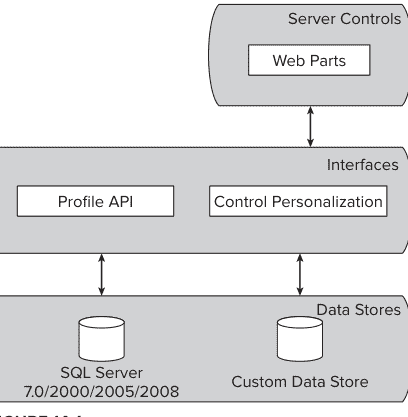 Server Controls
Web Parts
Interfaces
Profile API
Control Personalization
Data Stores
SQL Server
7.0/2000/2005/2008
Custom Data Store